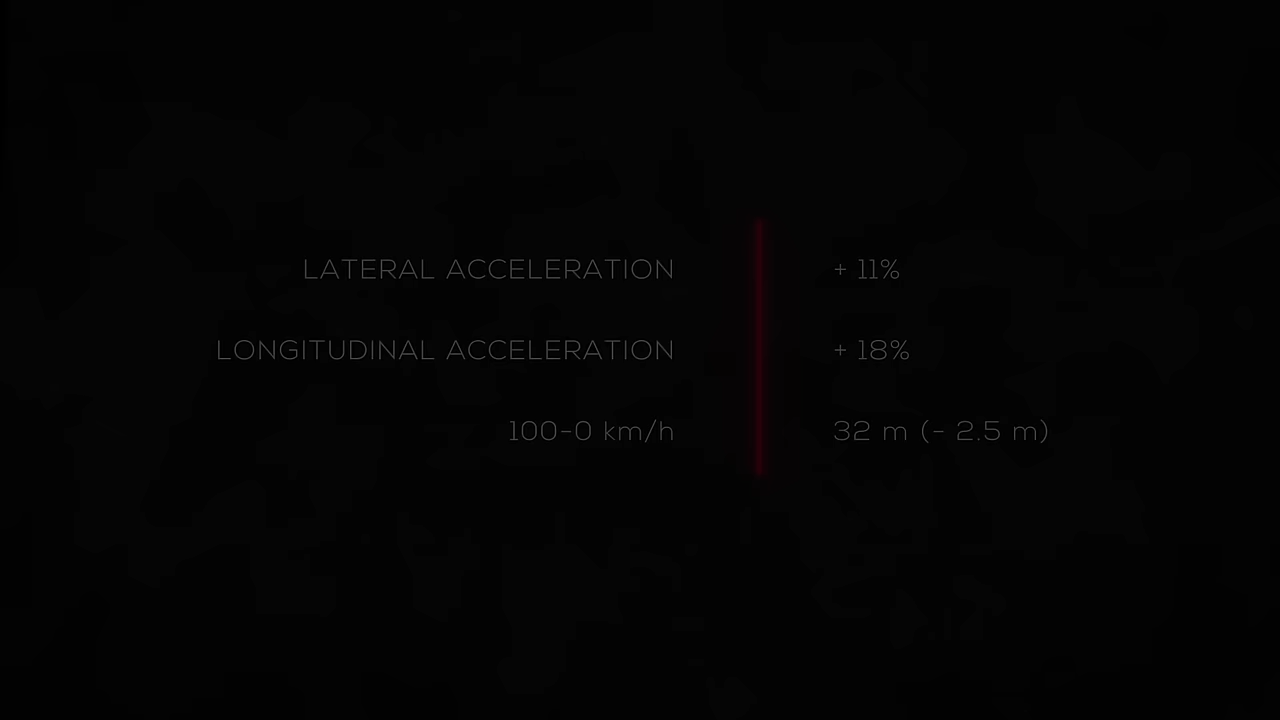 LATERAL ACCELERATION + 11%
LONGITUDINAL ACCELERATION + 18%
100-0 km/h 32 m (- 2.5 m)